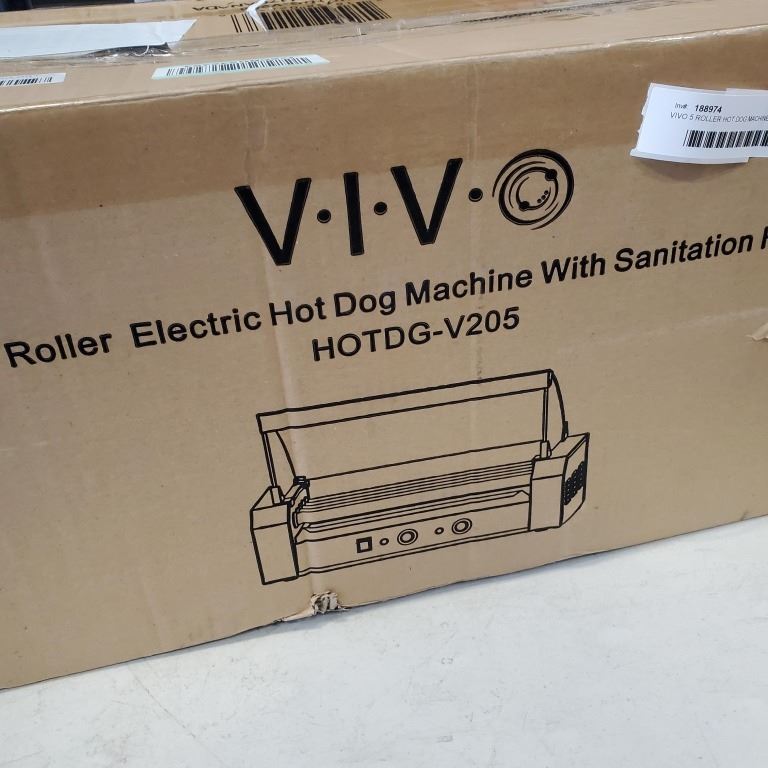 Inv#: 188974
VIVO 5 ROLLER HOT DOG MACHINE
V·I·V·O
Roller Electric Hot Dog Machine With Sanitation
HOTDG-V205